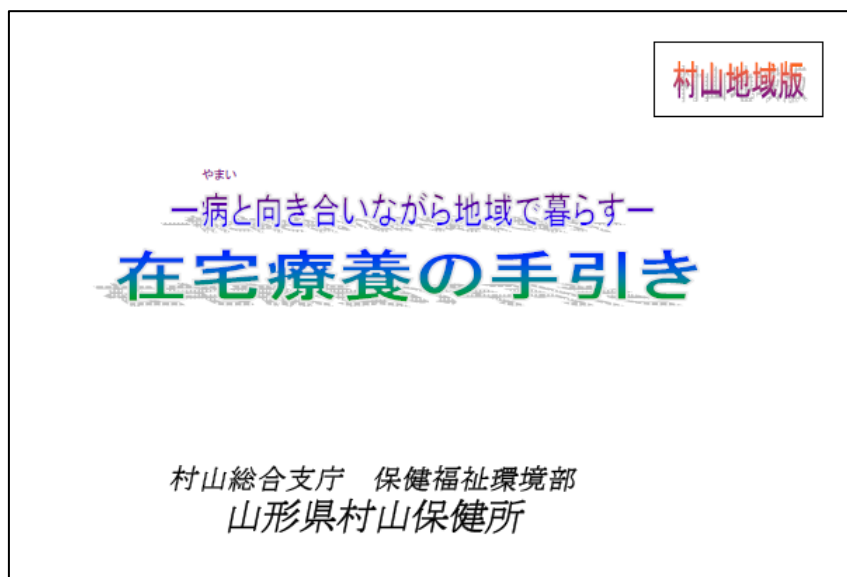 村山地域版
やまい
―病と向き合いながら地域で暮らす―
在宅療養の手引き
村山総合支庁　保健福祉環境部
山形県村山保健所